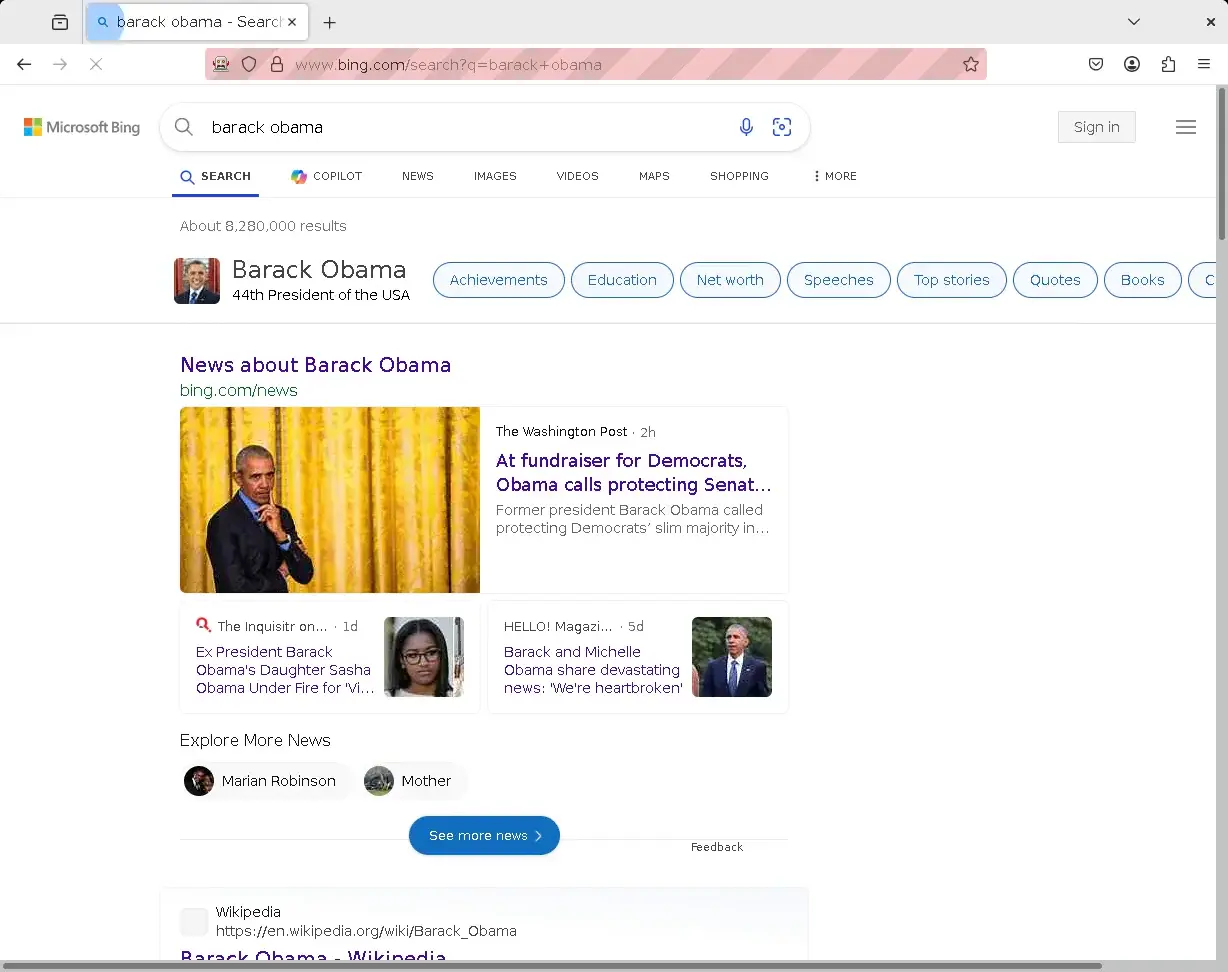 barack obama - Search
www.bing.com/search?q=barack+obama
Microsoft Bing
barack obama
Sign in
SEARCH
COPILOT
NEWS
IMAGES
VIDEOS
MAPS
SHOPPING
MORE
About 8,280,000 results
Barack Obama
44th President of the USA
Achievements
Education
Net worth
Speeches
Top stories
Quotes
Books
C
News about Barack Obama
bing.com/news
The Washington Post · 2h
At fundraiser for Democrats,
Obama calls protecting Senat...
Former president Barack Obama called
protecting Democrats’ slim majority in...
The Inquisitr on... · 1d
Ex President Barack
Obama's Daughter Sasha
Obama Under Fire for 'Vi...
HELLO! Magazi... · 5d
Barack and Michelle
Obama share devastating
news: 'We're heartbroken'
Explore More News
Marian Robinson
Mother
See more news
Feedback
Wikipedia
https://en.wikipedia.org/wiki/Barack_Obama
Barack Obama - Wikipedia